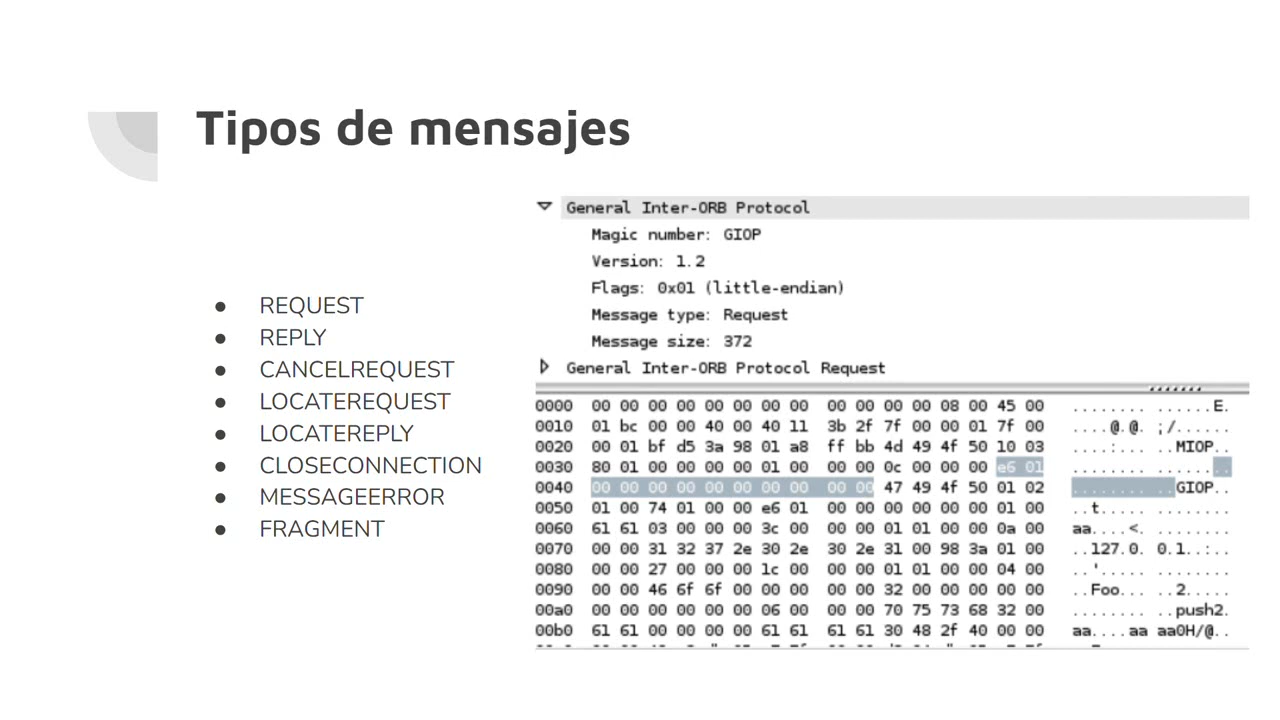 Tipos de mensajes
● REQUEST
● REPLY
● CANCELREQUEST
● LOCATEREQUEST
● LOCATEREPLY
● CLOSECONNECTION
● MESSAGEERROR
● FRAGMENT
General Inter-ORB Protocol
Magic number: GIOP
Version: 1.2
Flags: 0x01 (little-endian)
Message type: Request
Message size: 372
General Inter-ORB Protocol Request
0000 00 00 00 00 00 00 00 00 00 00 00 00 08 00 45 00 ........ ......E.
0010 01 bc 00 00 40 00 40 11 3b 2f 7f 00 00 01 7f 00 ....@.@. ;/......
0020 00 01 bf d5 3a 98 01 a8 ff bb 4d 49 4f 50 10 03 ....:... ..MIOP..
0030 80 01 00 00 00 00 01 00 00 00 0c 00 00 00 e6 01 ........ ........
0040 00 00 00 00 00 00 00 00 00 00 47 49 4f 50 01 02 ........ ..GIOP..
0050 01 00 74 01 00 00 e6 01 00 00 00 00 00 00 01 00 ..t..... ........
0060 61 61 03 00 00 00 3c 00 00 00 01 01 00 00 0a 00 aa....<. ........
0070 00 00 31 32 37 2e 30 2e 30 2e 31 00 98 3a 01 00 ..127.0. 0.1..:..
0080 00 00 27 00 00 00 1c 00 00 00 01 01 00 00 04 00 ..'..... ........
0090 00 00 46 6f 6f 00 00 00 00 00 32 00 00 00 00 00 ..Foo... ..2.....
00a0 00 00 00 00 00 00 06 00 00 00 70 75 73 68 32 00 ........ ..push2.
00b0 61 61 00 00 00 00 61 61 61 61 30 48 2f 40 00 00 aa....aa aa0H/@..